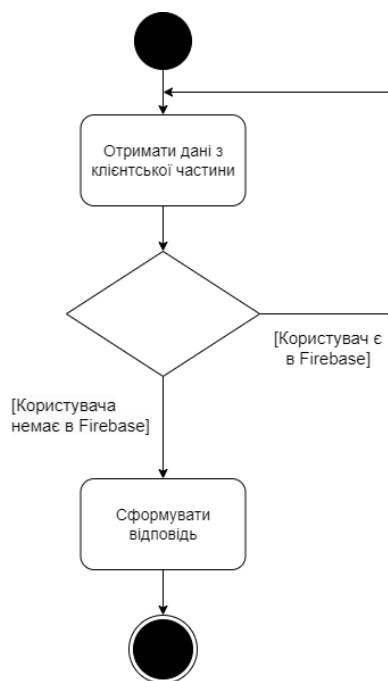 Отримати дані з
клієнтської частини
[Користувач є
в Firebase]
[Користувача
немає в Firebase]
Сформувати
відповідь